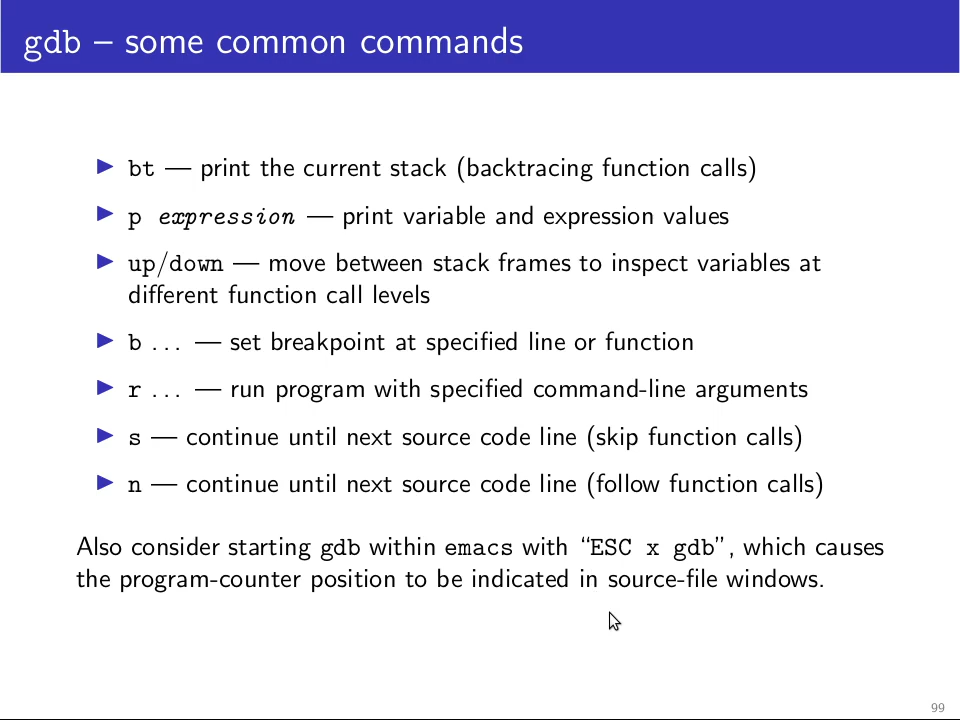 gdb – some common commands
▶ bt — print the current stack (backtracing function calls)
▶ p expression — print variable and expression values
▶ up/down — move between stack frames to inspect variables at
different function call levels
▶ b ... — set breakpoint at specified line or function
▶ r ... — run program with specified command-line arguments
▶ s — continue until next source code line (skip function calls)
▶ n — continue until next source code line (follow function calls)
Also consider starting gdb within emacs with “ESC x gdb”, which causes
the program-counter position to be indicated in source-file windows.
99